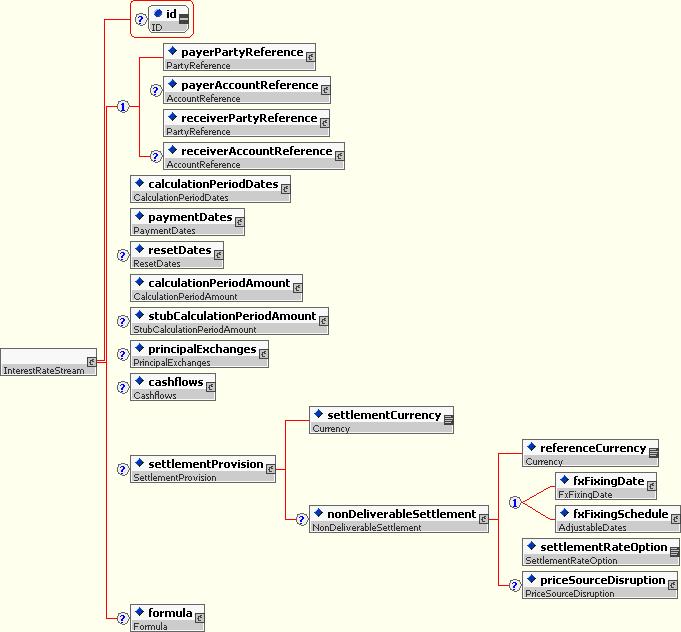 ? id
ID
payerPartyReference
PartyReference
? payerAccountReference
AccountReference
1
receiverPartyReference
PartyReference
? receiverAccountReference
AccountReference
calculationPeriodDates
CalculationPeriodDates
paymentDates
PaymentDates
? resetDates
ResetDates
calculationPeriodAmount
CalculationPeriodAmount
? stubCalculationPeriodAmount
StubCalculationPeriodAmount
? principalExchanges
PrincipalExchanges
InterestRateStream
? cashflows
Cashflows
settlementCurrency
Currency
? settlementProvision
SettlementProvision
referenceCurrency
Currency
fxFixingDate
FxFixingDate
1
? nonDeliverableSettlement
NonDeliverableSettlement
fxFixingSchedule
AdjustableDates
settlementRateOption
SettlementRateOption
? priceSourceDisruption
PriceSourceDisruption
? formula
Formula